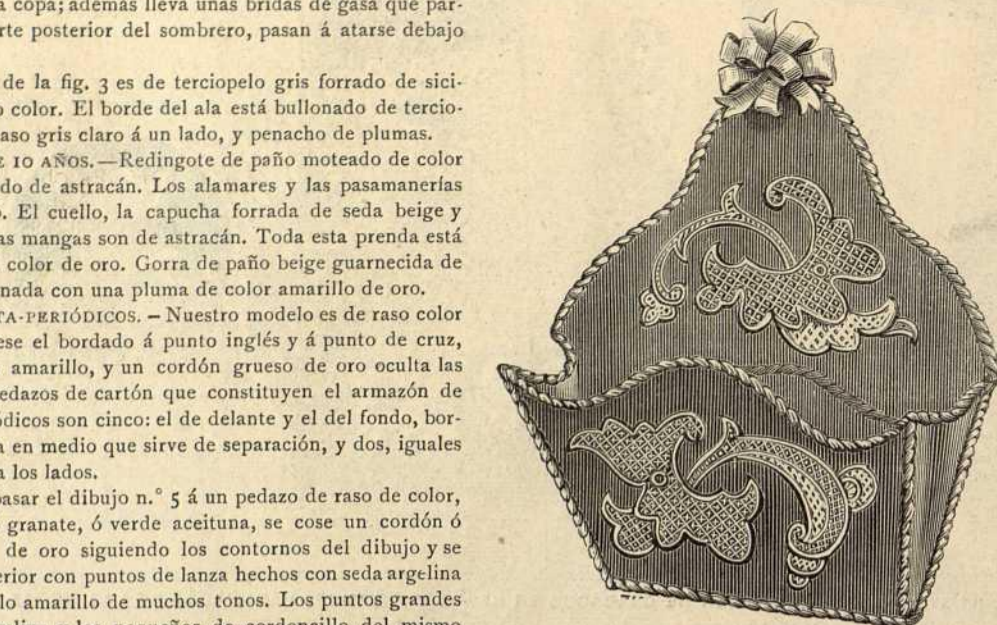 a copa; además lleva unas bridas de gasa que par-
rte posterior del sombrero, pasan á atarse debajo
de la fig. 3 es de terciopelo gris forrado de sici-
o color. El borde del ala está bullonado de tercio-
aso gris claro á un lado, y penacho de plumas.
E 10 AÑOS.—Redingote de paño moteado de color
do de astracán. Los alamares y las pasamanerías
o. El cuello, la capucha forrada de seda beige y
as mangas son de astracán. Toda esta prenda está
color de oro. Gorra de paño beige guarnecida de
nada con una pluma de color amarillo de oro.
TA-PERIÓDICOS. — Nuestro modelo es de raso color
ese el bordado á punto inglés y á punto de cruz,
amarillo, y un cordón grueso de oro oculta las
edazos de cartón que constituyen el armazón de
ódicos son cinco: el de delante y el del fondo, bor-
a en medio que sirve de separación, y dos, iguales
a los lados.
asar el dibujo n.° 5 á un pedazo de raso de color,
granate, ó verde aceituna, se cose un cordón ó
de oro siguiendo los contornos del dibujo y se
erior con puntos de lanza hechos con seda argelina
lo amarillo de muchos tonos. Los puntos grandes
los pequeños de cordoncillo del mismo